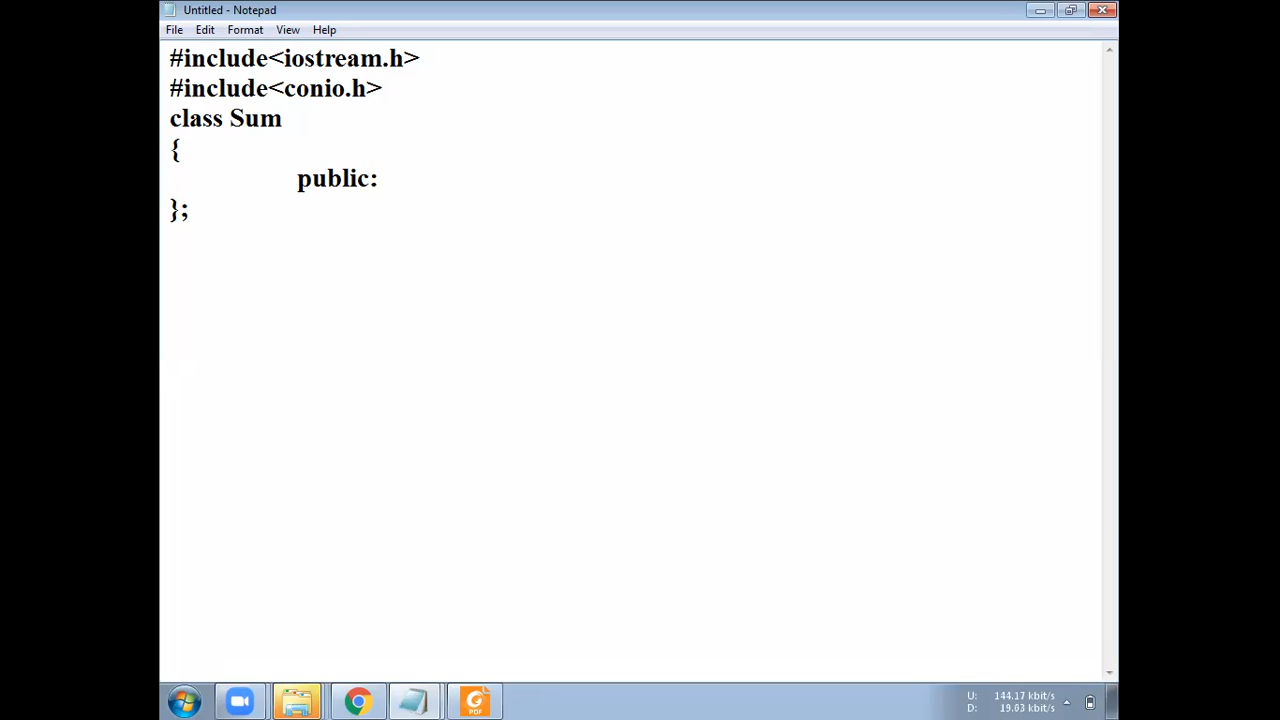 Untitled - Notepad
File Edit Format View Help
#include<iostream.h>
#include<conio.h>
class Sum
{
public:
};
PDF
U: 144.17 kbit/s
D: 19.03 kbit/s